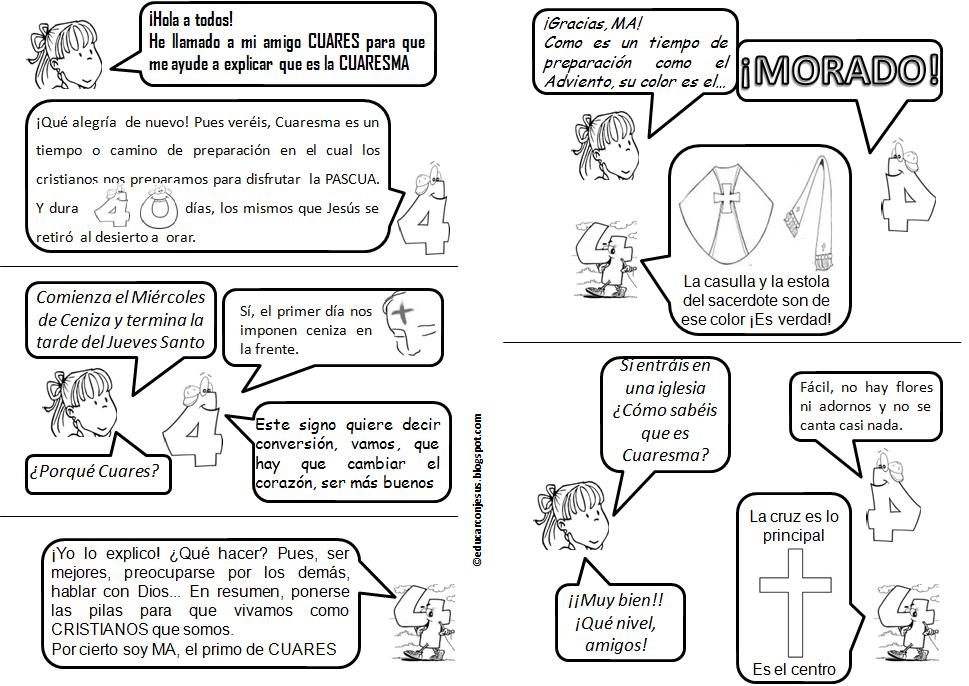 ¡Hola a todos!
He llamado a mi amigo CUARES para que
me ayude a explicar que es la CUARESMA
¡Qué alegría de nuevo! Pues veréis, Cuaresma es un
tiempo o camino de preparación en el cual los
cristianos nos preparamos para disfrutar la PASCUA.
Y dura 40 días, los mismos que Jesús se
retiró al desierto a orar.
4
Comienza el Miércoles
de Ceniza y termina la
tarde del Jueves Santo
Sí, el primer día nos
imponen ceniza en
la frente.
4
¿Porqué Cuares?
Este signo quiere decir
conversión, vamos, que
hay que cambiar el
corazón, ser más buenos
¡Yo lo explico! ¿Qué hacer? Pues, ser
mejores, preocuparse por los demás,
hablar con Dios... En resumen, ponerse
las pilas para que vivamos como
CRISTIANOS que somos.
Por cierto soy MA, el primo de CUARES
4
©educarconjesus.blogspot.com
¡Gracias, MA!
Como es un tiempo de
preparación como el
Adviento, su color es el...
¡MORADO!
4
4
La casulla y la estola
del sacerdote son de
ese color ¡Es verdad!
Si entráis en
una iglesia
¿Cómo sabéis
que es
Cuaresma?
Fácil, no hay flores
ni adornos y no se
canta casi nada.
4
La cruz es lo
principal
Es el centro
4
¡¡Muy bien!!
¡Qué nivel,
amigos!